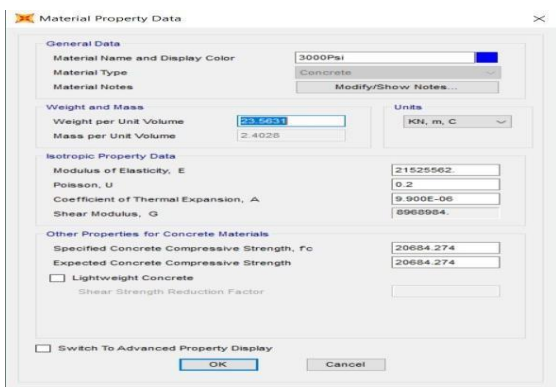 Material Property Data
General Data
Material Name and Display Color 3000Psi
Material Type Concrete
Material Notes Modify/Show Notes...
Weight and Mass Units
Weight per Unit Volume 23.5631 KN, m, C
Mass per Unit Volume 2.4028
Isotropic Property Data
Modulus of Elasticity, E 21525562.
Poisson, U 0.2
Coefficient of Thermal Expansion, A 9.900E-06
Shear Modulus, G 8968984.
Other Properties for Concrete Materials
Specified Concrete Compressive Strength, f'c 20684.274
Expected Concrete Compressive Strength 20684.274
Lightweight Concrete
Shear Strength Reduction Factor
Switch To Advanced Property Display
OK Cancel